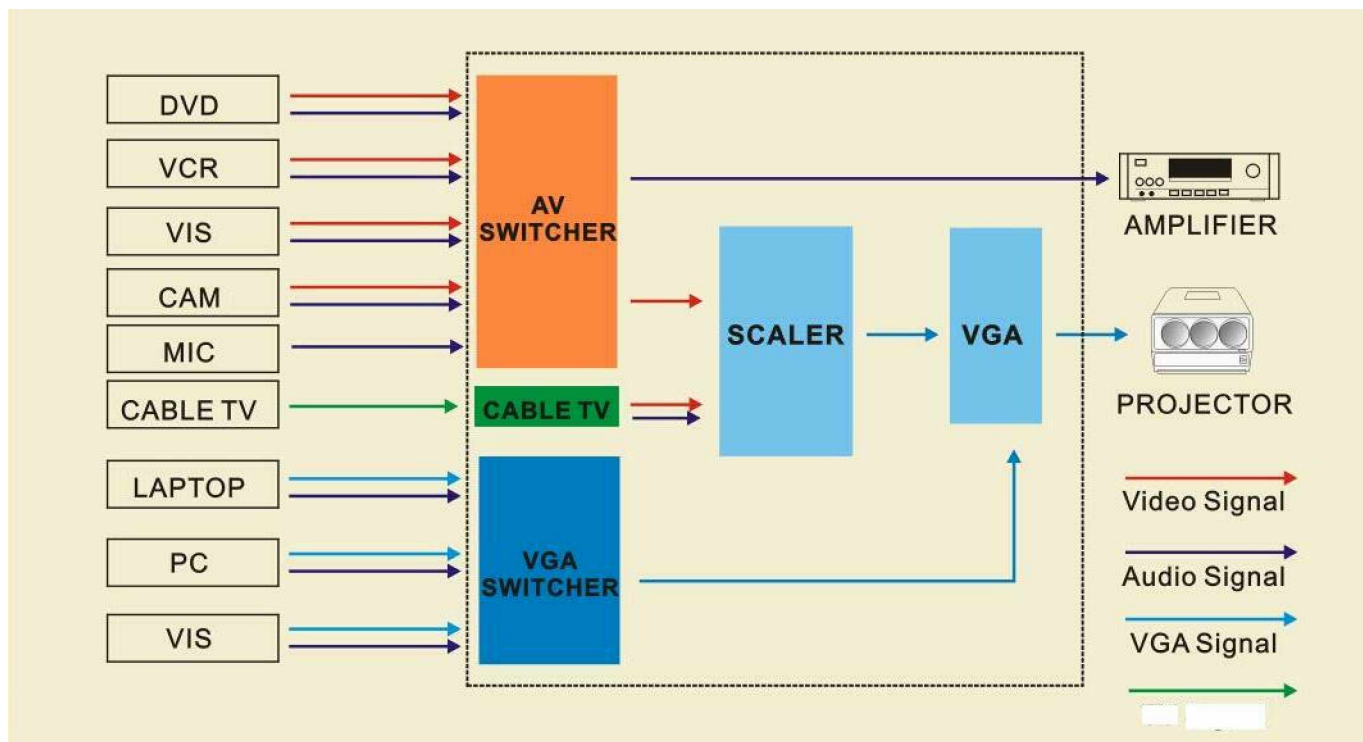 DVD
VCR
VIS
CAM
MIC
CABLE TV
LAPTOP
PC
VIS
AV
SWITCHER
CABLE TV
VGA
SWITCHER
SCALER
VGA
AMPLIFIER
PROJECTOR
Video Signal
Audio Signal
VGA Signal